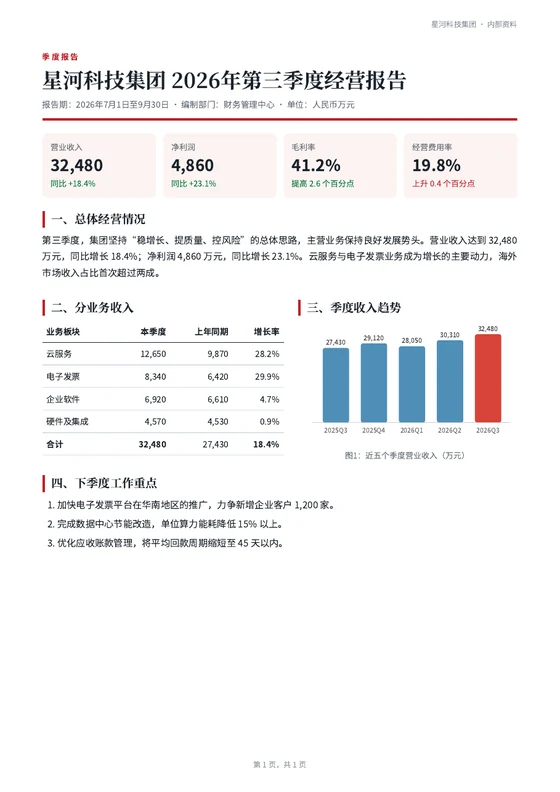 星河科技集团 · 内部资料
季度报告
星河科技集团 2026年第三季度经营报告
报告期：2026年7月1日至9月30日 · 编制部门：财务管理中心 · 单位：人民币万元
营业收入
32,480
同比 +18.4%
净利润
4,860
同比 +23.1%
毛利率
41.2%
提高 2.6 个百分点
经营费用率
19.8%
上升 0.4 个百分点
一、总体经营情况
第三季度，集团坚持“稳增长、提质量、控风险”的总体思路，主营业务保持良好发展势头。营业收入达到 32,480
万元，同比增长 18.4%；净利润 4,860 万元，同比增长 23.1%。云服务与电子发票业务成为增长的主要动力，海外
市场收入占比首次超过两成。
二、分业务收入
业务板块 本季度 上年同期 增长率
云服务 12,650 9,870 28.2%
电子发票 8,340 6,420 29.9%
企业软件 6,920 6,610 4.7%
硬件及集成 4,570 4,530 0.9%
合计 32,480 27,430 18.4%
三、季度收入趋势
27,430 29,120 28,050 30,310 32,480
2025Q3 2025Q4 2026Q1 2026Q2 2026Q3
图1：近五个季度营业收入（万元）
四、下季度工作重点
1. 加快电子发票平台在华南地区的推广，力争新增企业客户 1,200 家。
2. 完成数据中心节能改造，单位算力能耗降低 15% 以上。
3. 优化应收账款管理，将平均回款周期缩短至 45 天以内。
第 1 页，共 1 页